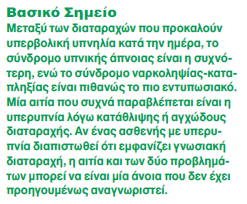 Βασικό Σημείο
Μεταξύ των διαταραχών που προκαλούν
υπερβολική υπνηλία κατά την ημέρα, το
σύνδρομο υπνικής άπνοιας είναι η συχνό-
τερη, ενώ το σύνδρομο ναρκοληψίας-κατα-
πληξίας είναι πιθανώς το πιο εντυπωσιακό.
Μία αιτία που συχνά παραβλέπεται είναι η
υπερυπνία λόγω κατάθλιψης ή αγχώδους
διαταραχής. Αν ένας ασθενής με υπερυ-
πνία διαπιστωθεί ότι εμφανίζει γνωσιακή
διαταραχή, η αιτία και των δύο προβλημά-
των μπορεί να είναι μία άνοια που δεν έχει
προηγουμένως αναγνωριστεί.